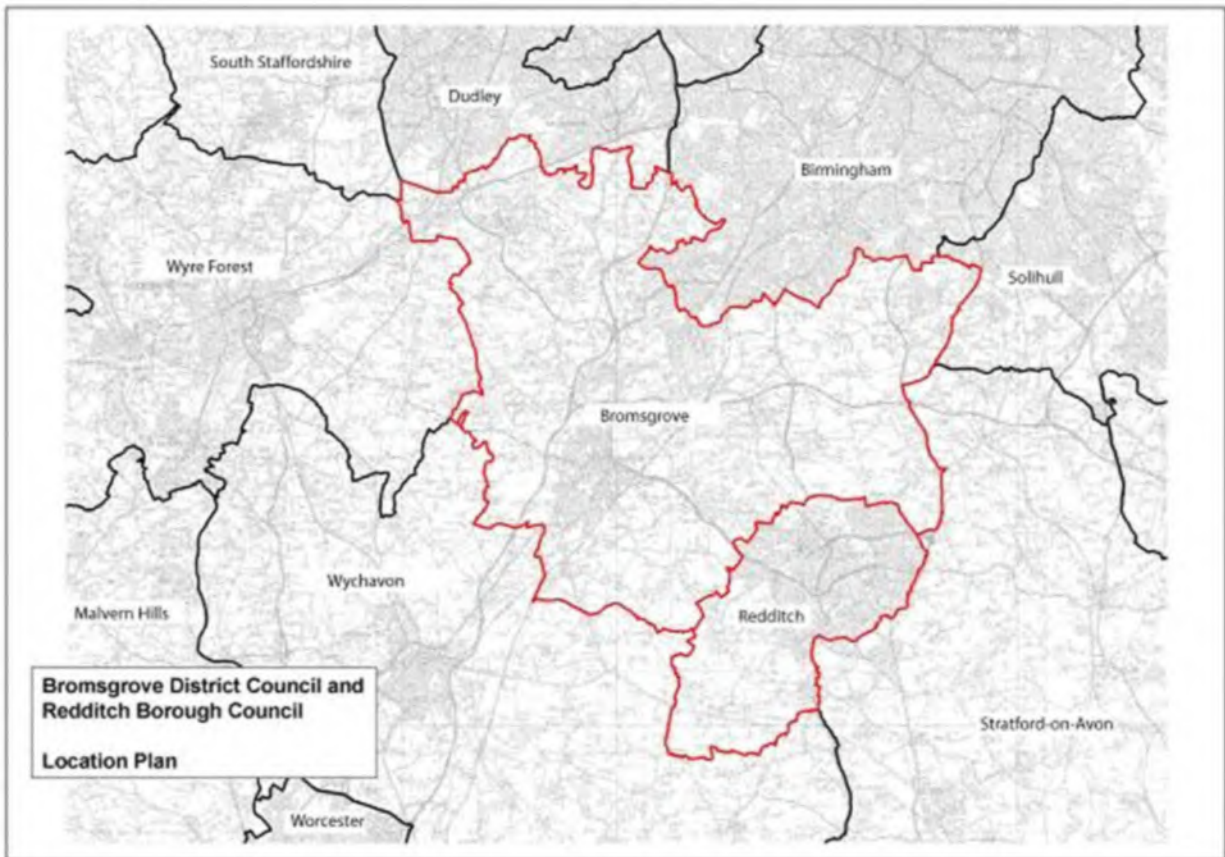 South Staffordshire
Dudley
Birmingham
Wyre Forest
Solihull
Bromsgrove
Wychavon
Malvern Hills
Redditch
Bromsgrove District Council and
Redditch Borough Council
Location Plan
Stratford-on-Avon
Worcester